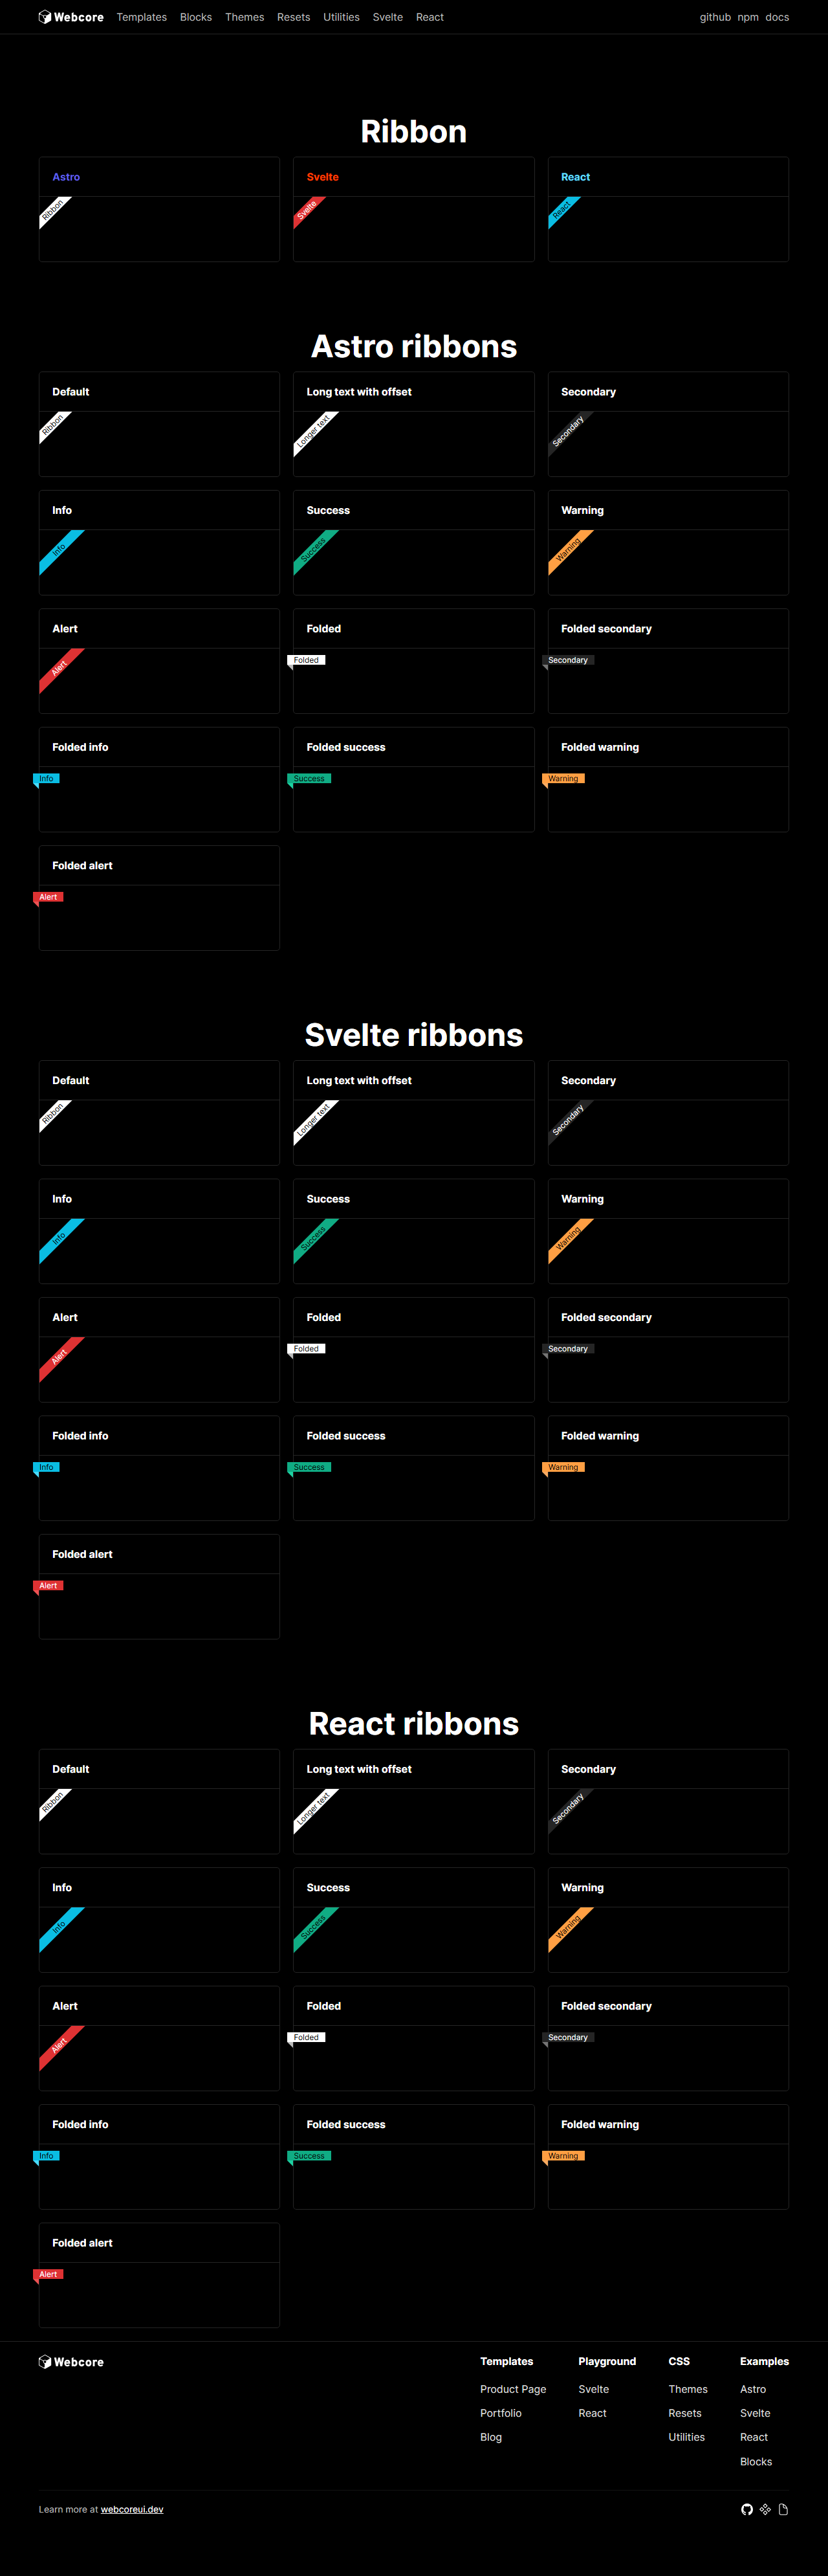 Webcore Templates Blocks Themes Resets Utilities Svelte React github npm docs
Ribbon
Astro Svelte React
Ribbon Svelte React
Astro ribbons
Default Long text with offset Secondary
Ribbon Longer text Secondary
Info Success Warning
Info Success Warning
Alert Folded Folded secondary
Alert Folded Secondary
Folded info Folded success Folded warning
Info Success Warning
Folded alert
Alert
Svelte ribbons
Default Long text with offset Secondary
Ribbon Longer text Secondary
Info Success Warning
Info Success Warning
Alert Folded Folded secondary
Alert Folded Secondary
Folded info Folded success Folded warning
Info Success Warning
Folded alert
Alert
React ribbons
Default Long text with offset Secondary
Ribbon Longer text Secondary
Info Success Warning
Info Success Warning
Alert Folded Folded secondary
Alert Folded Secondary
Folded info Folded success Folded warning
Info Success Warning
Folded alert
Alert
Webcore Templates Playground CSS Examples
Product Page Svelte Themes Astro
Portfolio React Resets Svelte
Blog Utilities React
Blocks
Learn more at webcoreui.dev